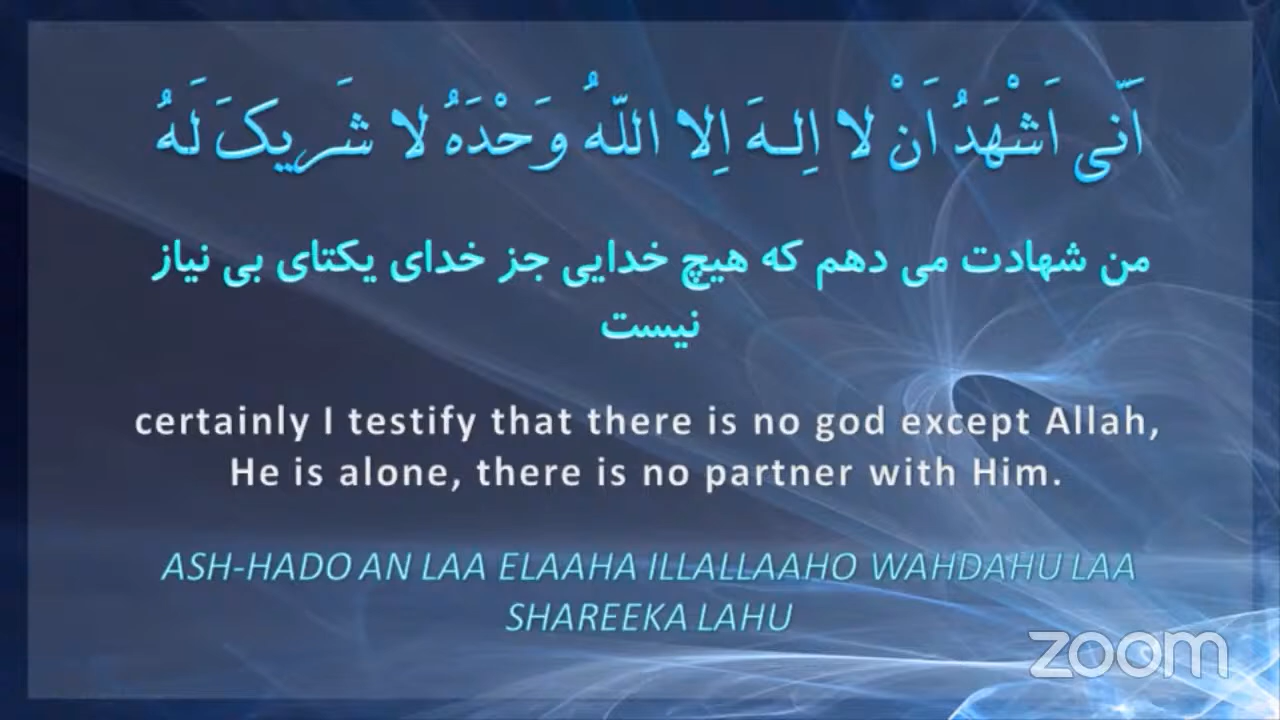 اَنّی اَشْهَدُ اَنْ لا اِلـهَ اِلا اللّهُ وَحْدَهُ لا شَریکَ لَهُ
من شهادت می دهم که هیچ خدایی جز خدای یکتای بی نیاز
نیست
certainly I testify that there is no god except Allah,
He is alone, there is no partner with Him.
ASH-HADO AN LAA ELAAHA ILLALLAAHO WAHDAHU LAA
SHAREEKA LAHU
zoom